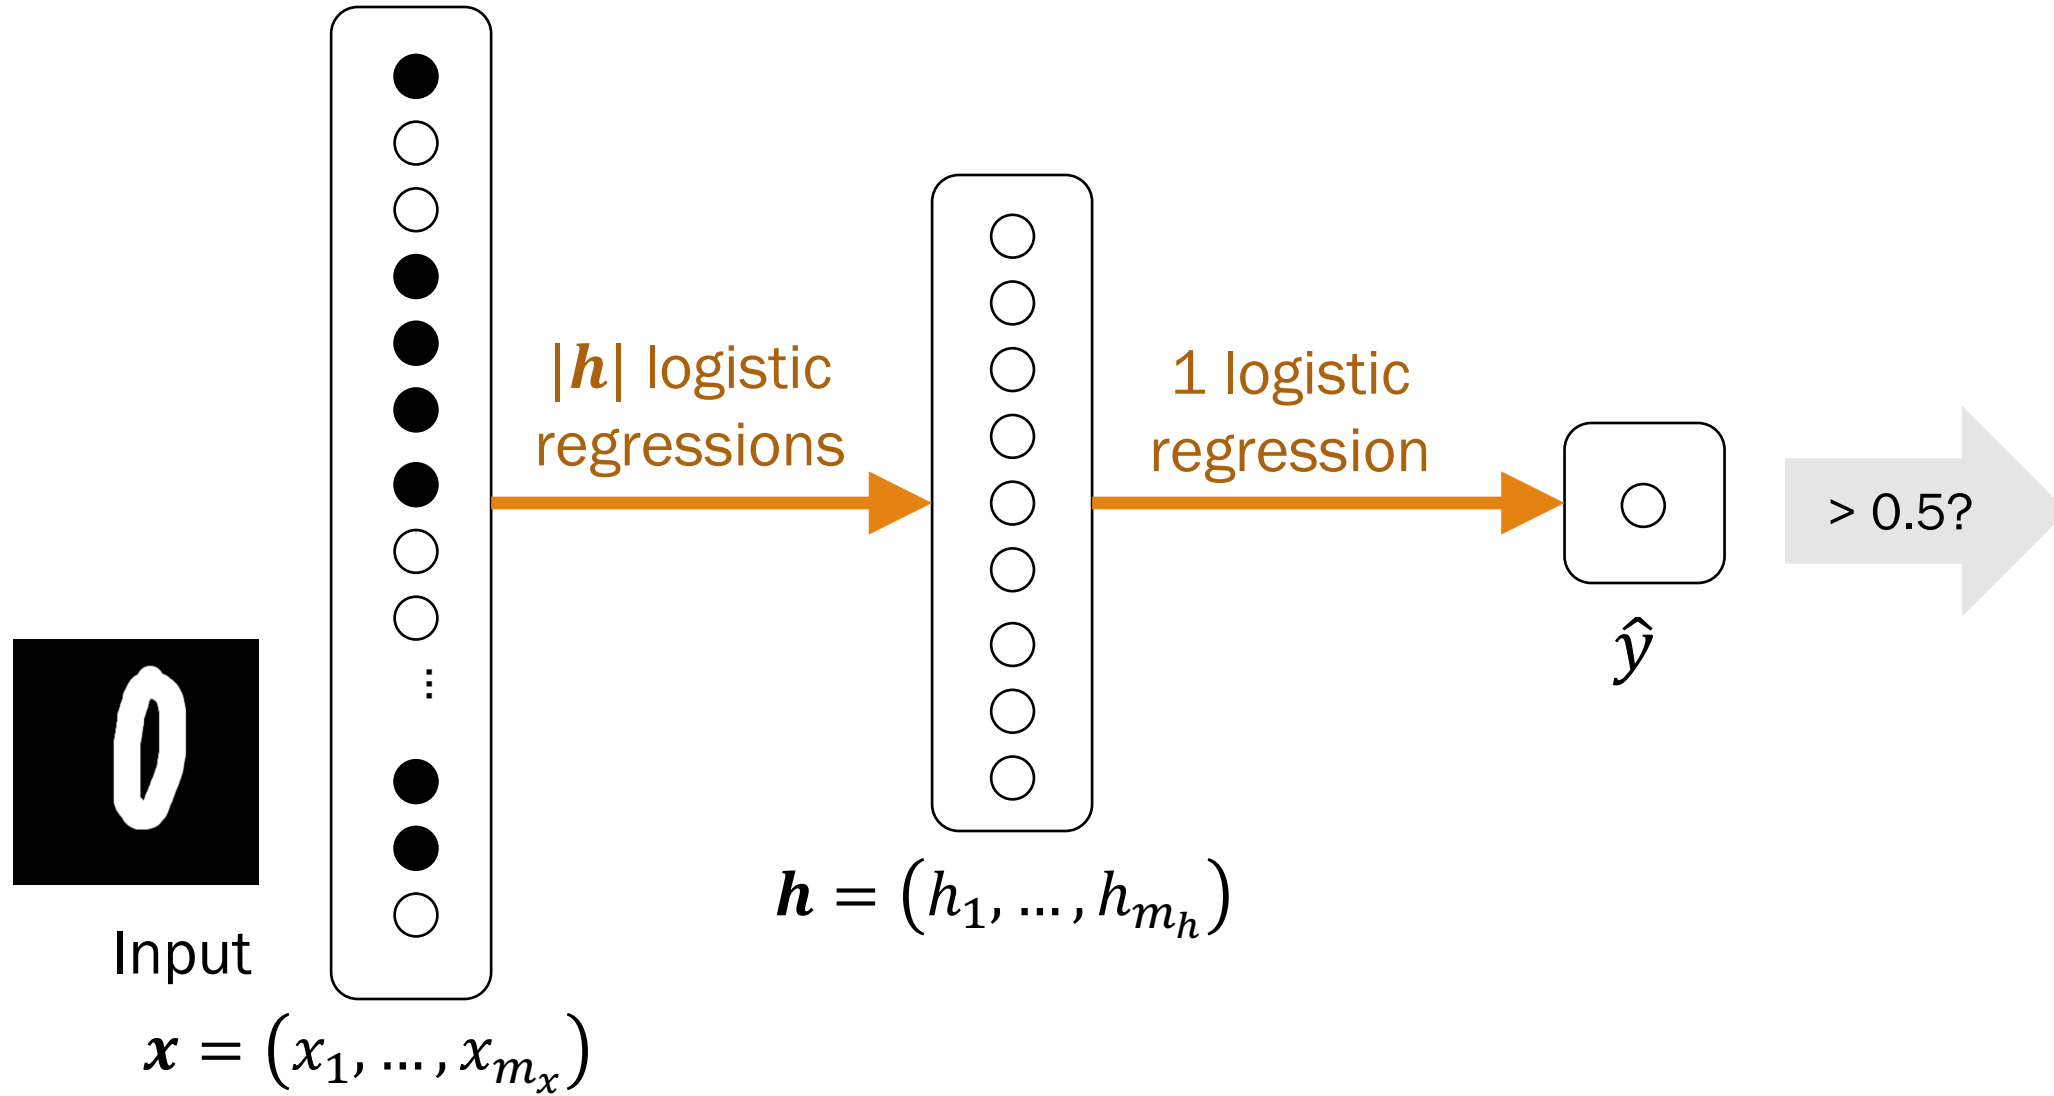 |h| logistic
regressions
1 logistic
regression
> 0.5?
ŷ
⋮
h = (h₁, … , hₘₕ)
Input
x = (x₁, … , xₘₓ)